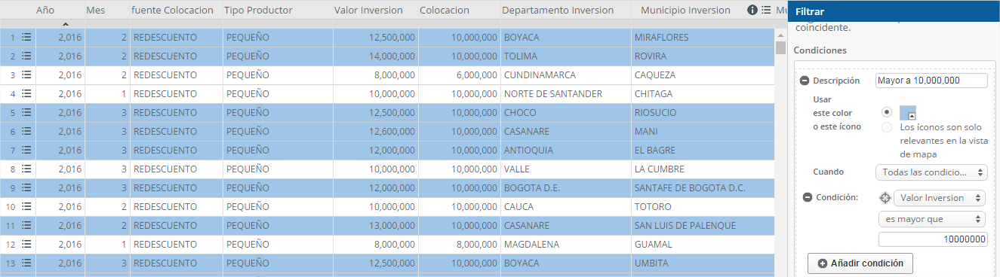 Año Mes fuente Colocacion Tipo Productor Valor Inversion Colocacion Departamento Inversion Municipio Inversion Mu
1 2,016 2 REDESCUENTO PEQUEÑO 12,500,000 10,000,000 BOYACA MIRAFLORES
2 2,016 2 REDESCUENTO PEQUEÑO 14,000,000 10,000,000 TOLIMA ROVIRA
3 2,016 2 REDESCUENTO PEQUEÑO 8,000,000 6,000,000 CUNDINAMARCA CAQUEZA
4 2,016 1 REDESCUENTO PEQUEÑO 10,000,000 10,000,000 NORTE DE SANTANDER CHITAGA
5 2,016 3 REDESCUENTO PEQUEÑO 12,500,000 10,000,000 CHOCO RIOSUCIO
6 2,016 3 REDESCUENTO PEQUEÑO 12,600,000 10,000,000 CASANARE MANI
7 2,016 3 REDESCUENTO PEQUEÑO 12,000,000 10,000,000 ANTIOQUIA EL BAGRE
8 2,016 3 REDESCUENTO PEQUEÑO 10,000,000 10,000,000 VALLE LA CUMBRE
9 2,016 3 REDESCUENTO PEQUEÑO 12,000,000 10,000,000 BOGOTA D.E. SANTAFE DE BOGOTA D.C.
10 2,016 2 REDESCUENTO PEQUEÑO 10,000,000 10,000,000 CAUCA TOTORO
11 2,016 2 REDESCUENTO PEQUEÑO 13,000,000 10,000,000 CASANARE SAN LUIS DE PALENQUE
12 2,016 1 REDESCUENTO PEQUEÑO 8,000,000 8,000,000 MAGDALENA GUAMAL
13 2,016 3 REDESCUENTO PEQUEÑO 12,500,000 10,000,000 BOYACA UMBITA
Filtrar
coincidente.
Condiciones
Descripción Mayor a 10,000,000
Usar
este color
o este ícono
Los íconos son solo
relevantes en la vista
de mapa
Cuando Todas las condicio...
Condición: Valor Inversion
es mayor que
10000000
Añadir condición